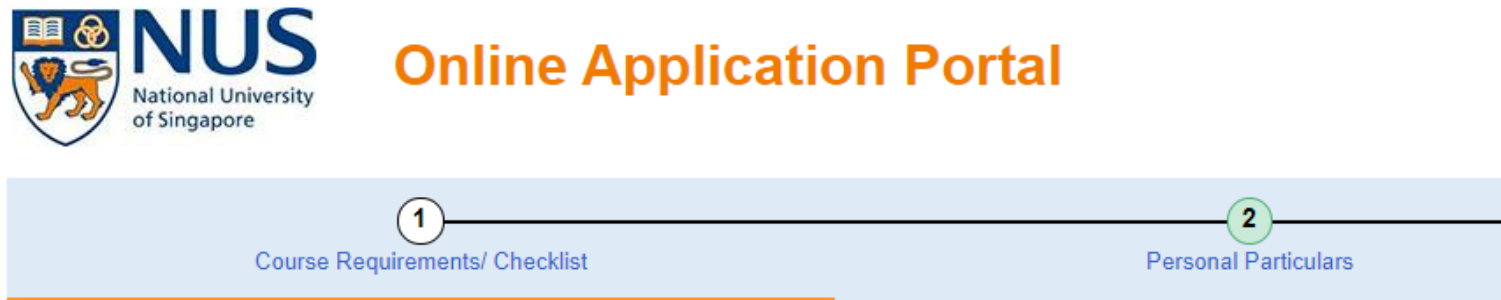 NUS
National University
of Singapore
Online Application Portal
1
Course Requirements/ Checklist
2
Personal Particulars